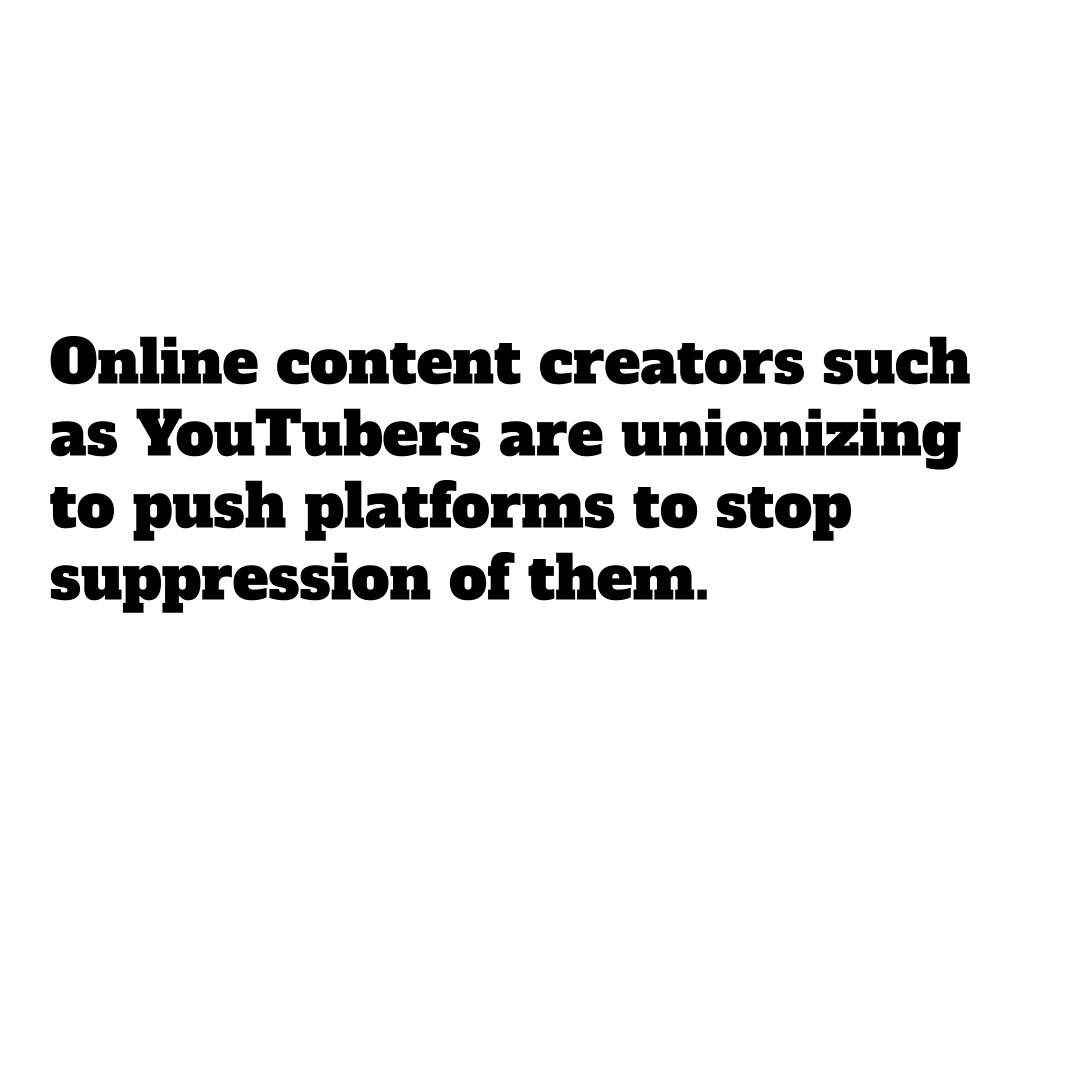 Online content creators such
as YouTubers are unionizing
to push platforms to stop
suppression of them.